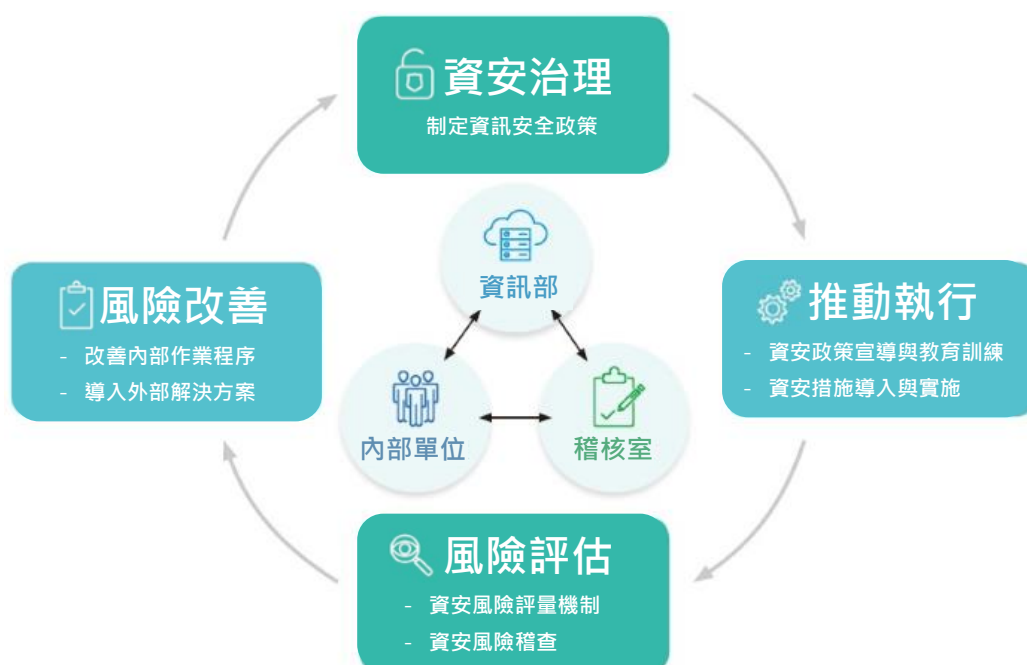 資安治理
制定資訊安全政策
資訊部
風險改善
- 改善內部作業程序
- 導入外部解決方案
推動執行
- 資安政策宣導與教育訓練
- 資安措施導入與實施
內部單位
稽核室
風險評估
- 資安風險評量機制
- 資安風險稽查